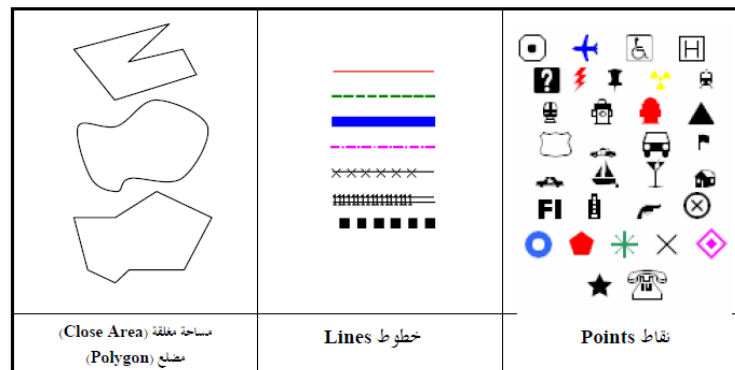 H
?
FI
نقاط Points
خطوط Lines
مساحة مغلقة (Close Area)
مضلع (Polygon)